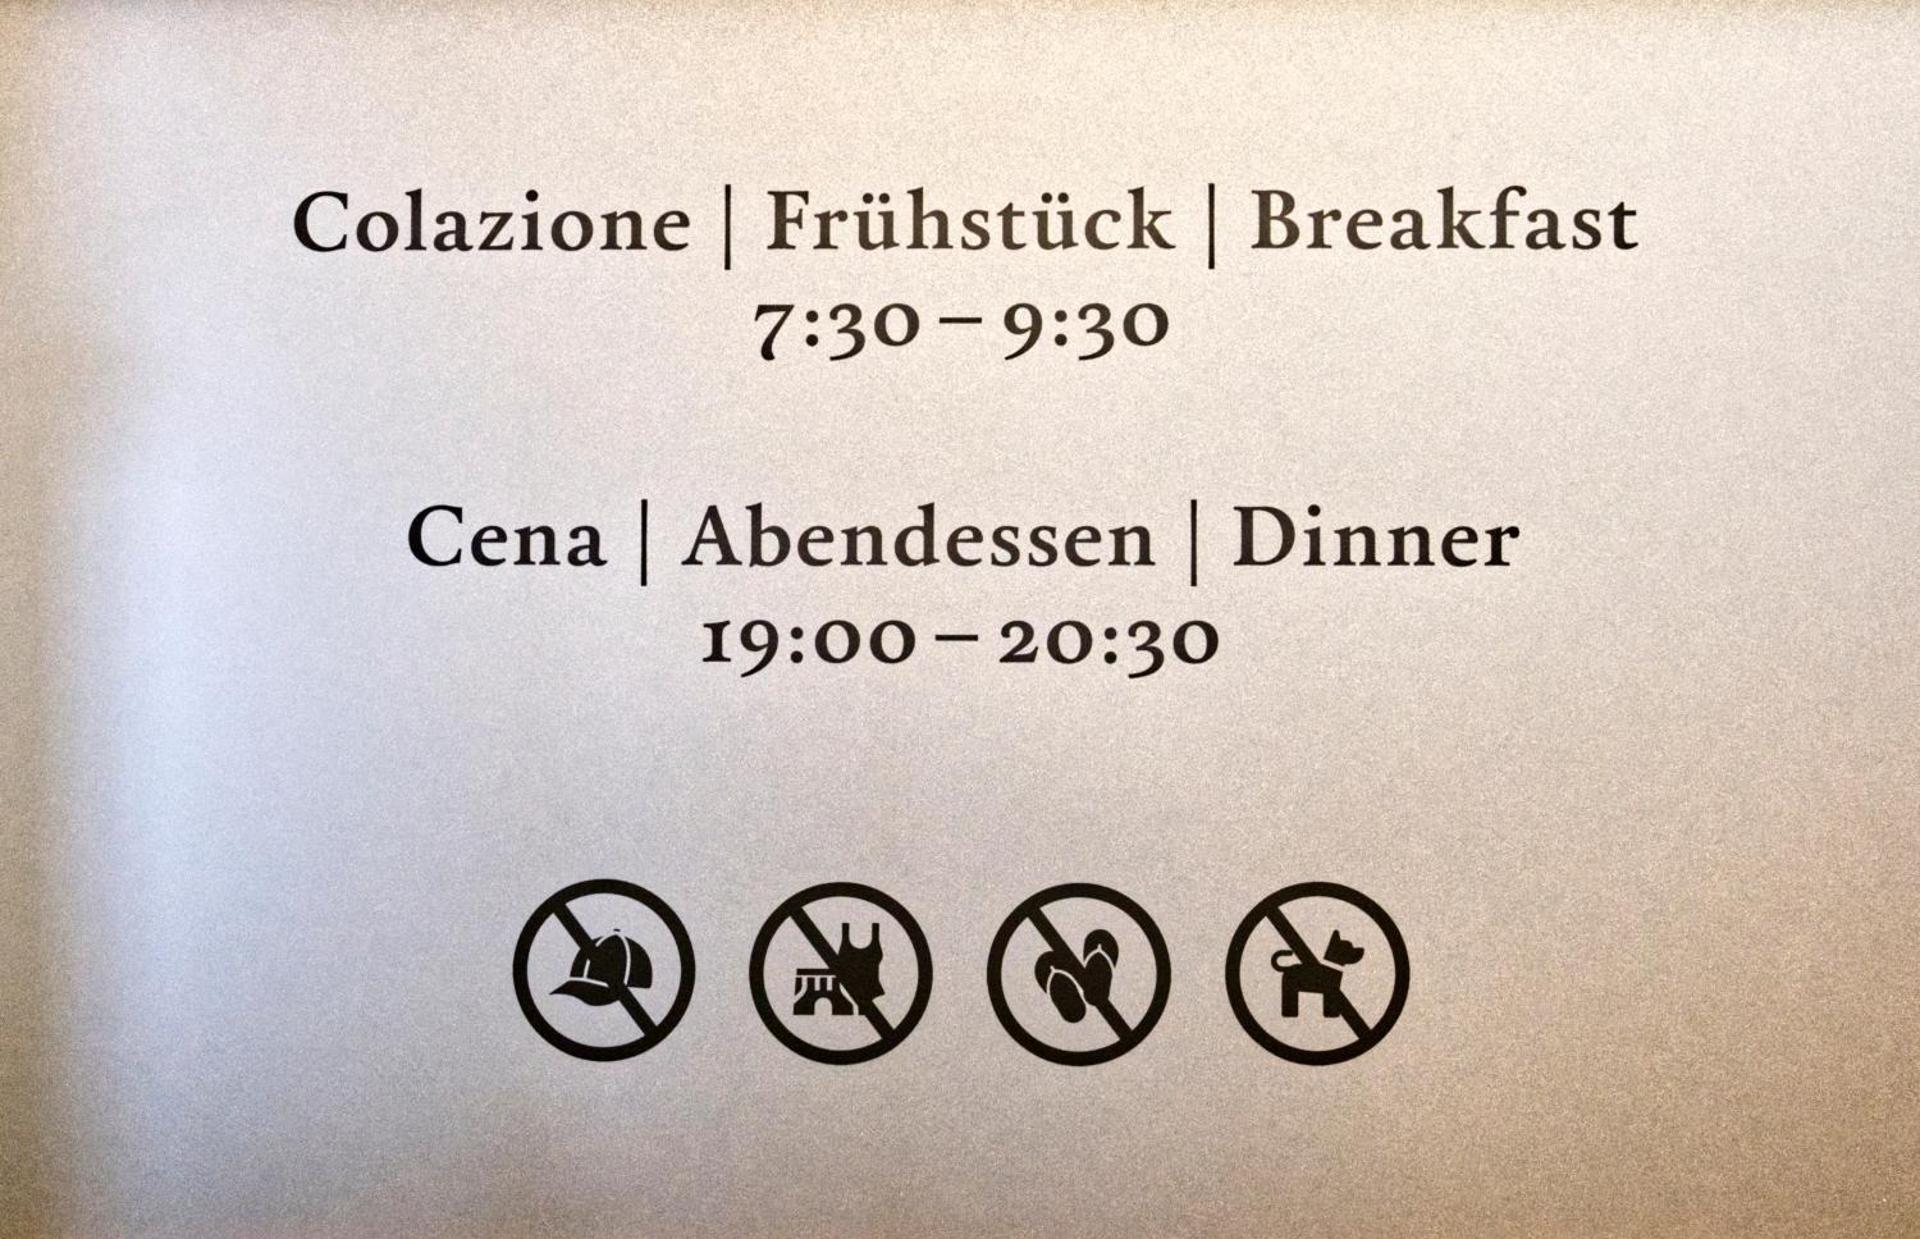 Colazione | Frühstück | Breakfast
7:30 – 9:30
Cena | Abendessen | Dinner
19:00 – 20:30